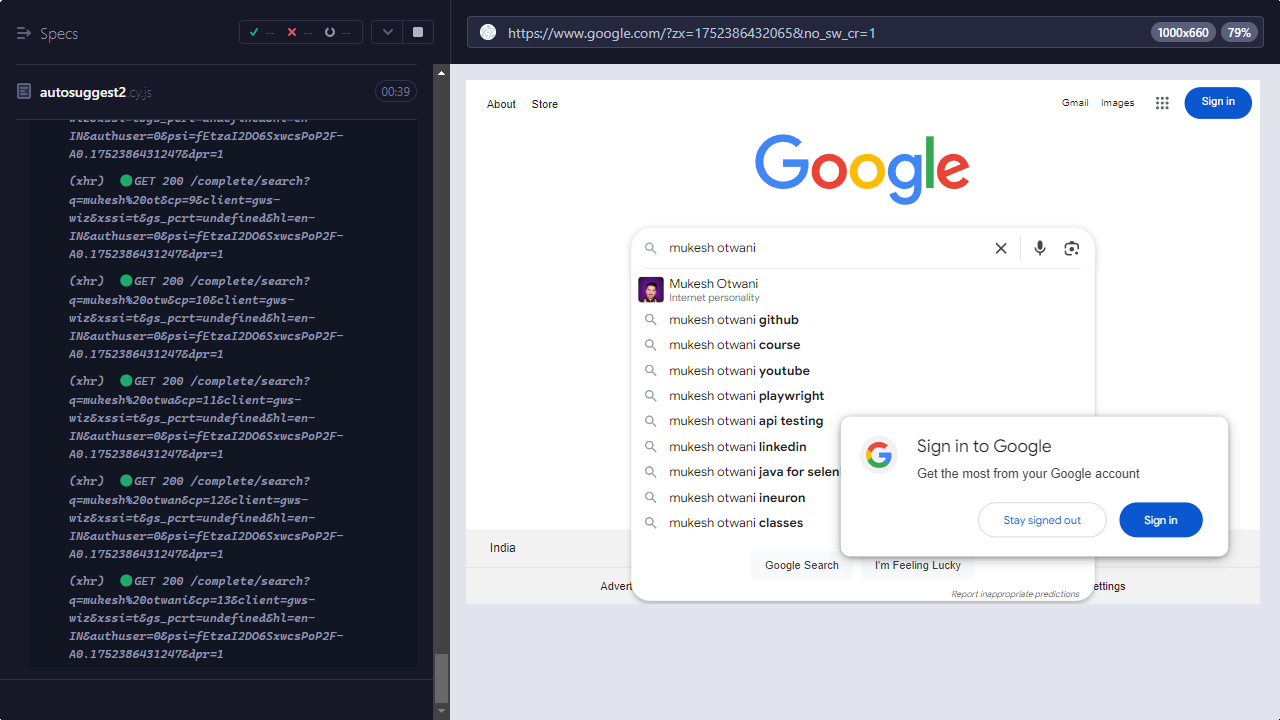 Specs
--
--
--
https://www.google.com/?zx=1752386432065&no_sw_cr=1
1000x660
79%
autosuggest2.cy.js
00:39
wiz&xssi=t&gs_pcrt=undefined&hl=en-
IN&authuser=0&psi=fEtzaI2DO6SxwcsPoP2F-
A0.1752386431247&dpr=1
(xhr) GET 200 /complete/search?
q=mukesh%20ot&cp=9&client=gws-
wiz&xssi=t&gs_pcrt=undefined&hl=en-
IN&authuser=0&psi=fEtzaI2DO6SxwcsPoP2F-
A0.1752386431247&dpr=1
(xhr) GET 200 /complete/search?
q=mukesh%20otw&cp=10&client=gws-
wiz&xssi=t&gs_pcrt=undefined&hl=en-
IN&authuser=0&psi=fEtzaI2DO6SxwcsPoP2F-
A0.1752386431247&dpr=1
(xhr) GET 200 /complete/search?
q=mukesh%20otwa&cp=11&client=gws-
wiz&xssi=t&gs_pcrt=undefined&hl=en-
IN&authuser=0&psi=fEtzaI2DO6SxwcsPoP2F-
A0.1752386431247&dpr=1
(xhr) GET 200 /complete/search?
q=mukesh%20otwan&cp=12&client=gws-
wiz&xssi=t&gs_pcrt=undefined&hl=en-
IN&authuser=0&psi=fEtzaI2DO6SxwcsPoP2F-
A0.1752386431247&dpr=1
(xhr) GET 200 /complete/search?
q=mukesh%20otwani&cp=13&client=gws-
wiz&xssi=t&gs_pcrt=undefined&hl=en-
IN&authuser=0&psi=fEtzaI2DO6SxwcsPoP2F-
A0.1752386431247&dpr=1
About Store
Gmail Images Sign in
Google
mukesh otwani
Mukesh Otwani
Internet personality
mukesh otwani github
mukesh otwani course
mukesh otwani youtube
mukesh otwani playwright
mukesh otwani api testing
mukesh otwani linkedin
mukesh otwani java for seleni
mukesh otwani ineuron
mukesh otwani classes
Google Search I'm Feeling Lucky
Report inappropriate predictions
Sign in to Google
Get the most from your Google account
Stay signed out Sign in
India
Advert
ettings